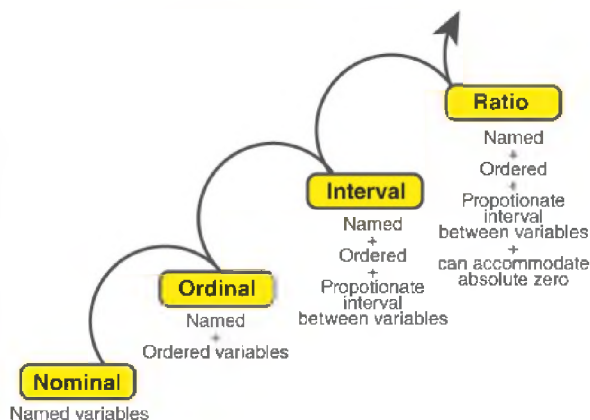 Ratio
Named
+
Ordered
+
Propotionate
interval
between variables
+
can accommodate
absolute zero
Interval
Named
+
Ordered
+
Propotionate
interval
between variables
Ordinal
Named
+
Ordered variables
Nominal
Named variables